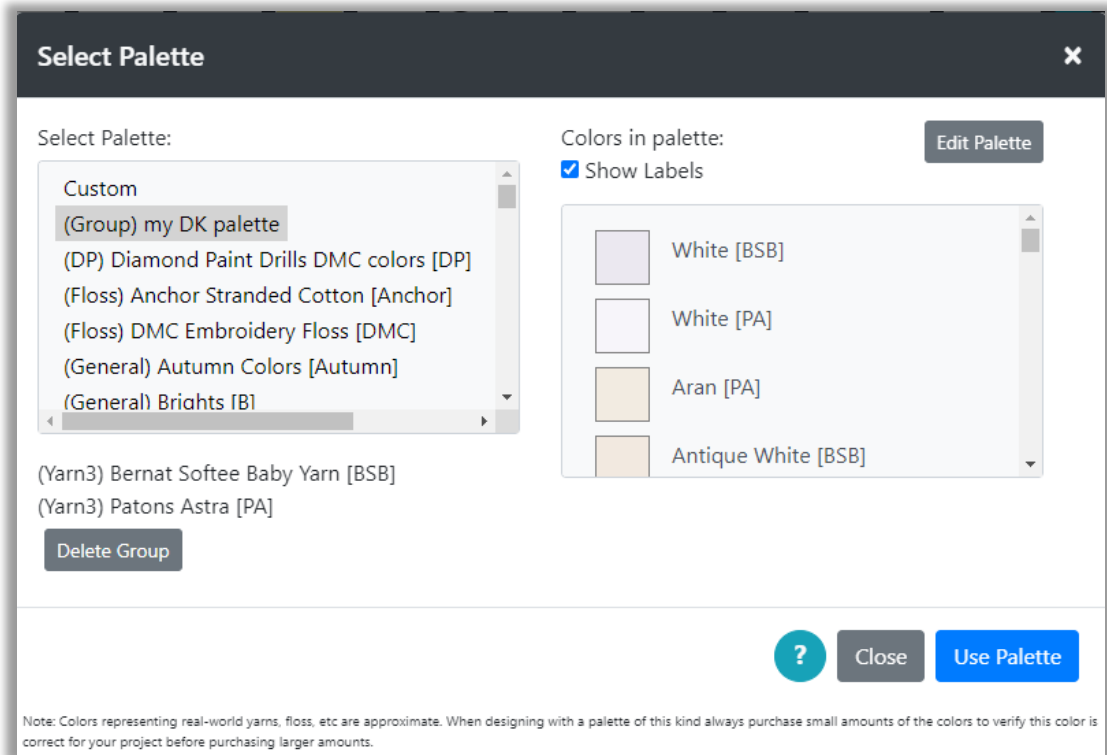 Select Palette
×
Select Palette:
Custom
(Group) my DK palette
(DP) Diamond Paint Drills DMC colors [DP]
(Floss) Anchor Stranded Cotton [Anchor]
(Floss) DMC Embroidery Floss [DMC]
(General) Autumn Colors [Autumn]
(General) Brights [B]
(Yarn3) Bernat Softee Baby Yarn [BSB]
(Yarn3) Patons Astra [PA]
Delete Group
Colors in palette:
Edit Palette
Show Labels
White [BSB]
White [PA]
Aran [PA]
Antique White [BSB]
?
Close
Use Palette
Note: Colors representing real-world yarns, floss, etc are approximate. When designing with a palette of this kind always purchase small amounts of the colors to verify this color is
correct for your project before purchasing larger amounts.